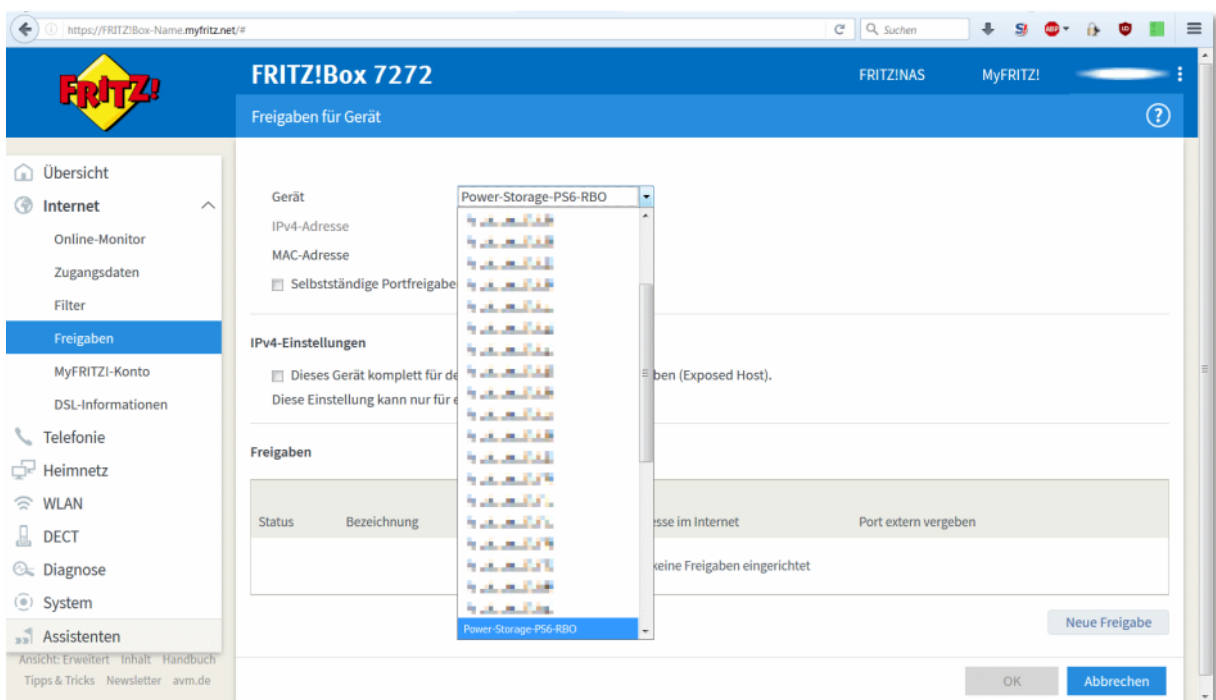 https://FRITZ!Box-Name.myfritz.net/#
Suchen
FRITZ!
FRITZ!Box 7272
FRITZ!NAS
MyFRITZ!
Freigaben für Gerät
Übersicht
Internet
Online-Monitor
Zugangsdaten
Filter
Freigaben
MyFRITZ!-Konto
DSL-Informationen
Telefonie
Heimnetz
WLAN
DECT
Diagnose
System
Assistenten
Ansicht: Erweitert Inhalt Handbuch
Tipps & Tricks Newsletter avm.de
Gerät Power-Storage-PS6-RBO
IPv4-Adresse
MAC-Adresse
Selbstständige Portfreigabe
IPv4-Einstellungen
Dieses Gerät komplett für de ben (Exposed Host).
Diese Einstellung kann nur für e
Freigaben
Status Bezeichnung esse im Internet Port extern vergeben
keine Freigaben eingerichtet
Power-Storage-PS6-RBO
Neue Freigabe
OK Abbrechen